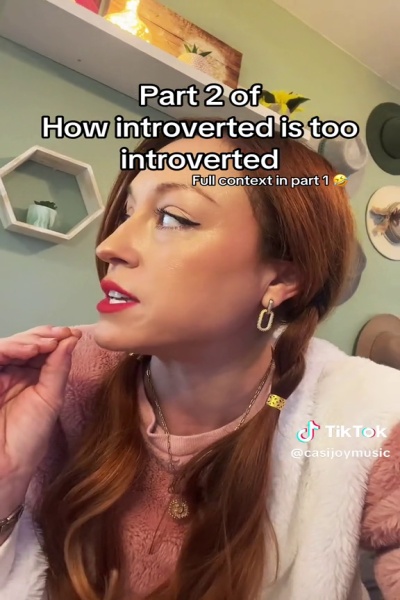 Part 2 of
How introverted is too
introverted
Full context in part 1 🤣
TikTok
@casijoymusic